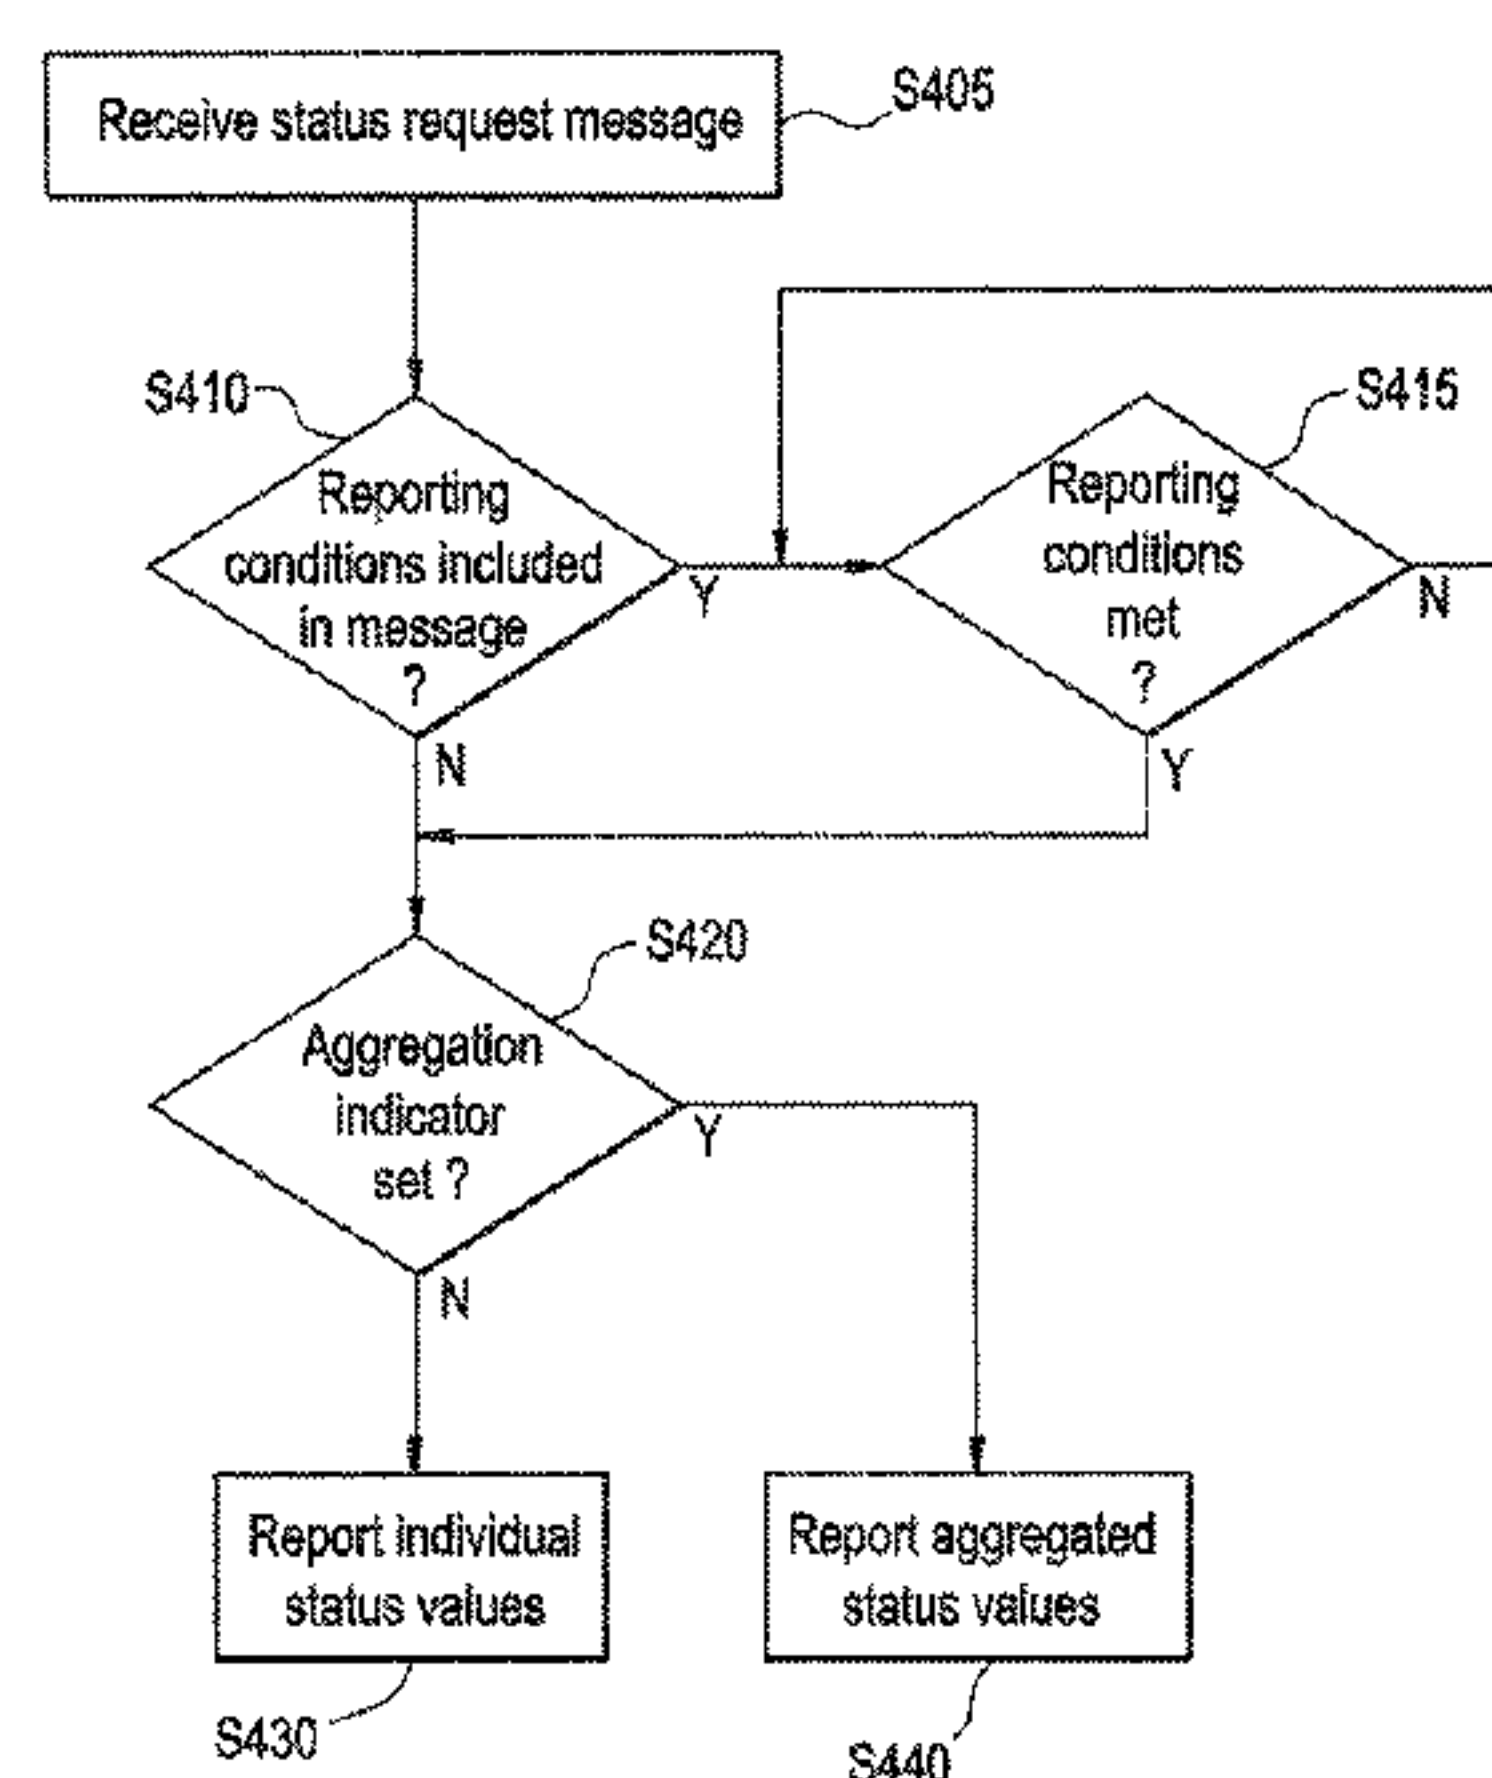 Receive status request message
S405
S410
Reporting
conditions included
in message
?
Y
N
S415
Reporting
conditions
met
?
N
Y
S420
Aggregation
indicator
set ?
Y
N
Report individual
status values
S430
Report aggregated
status values
S440